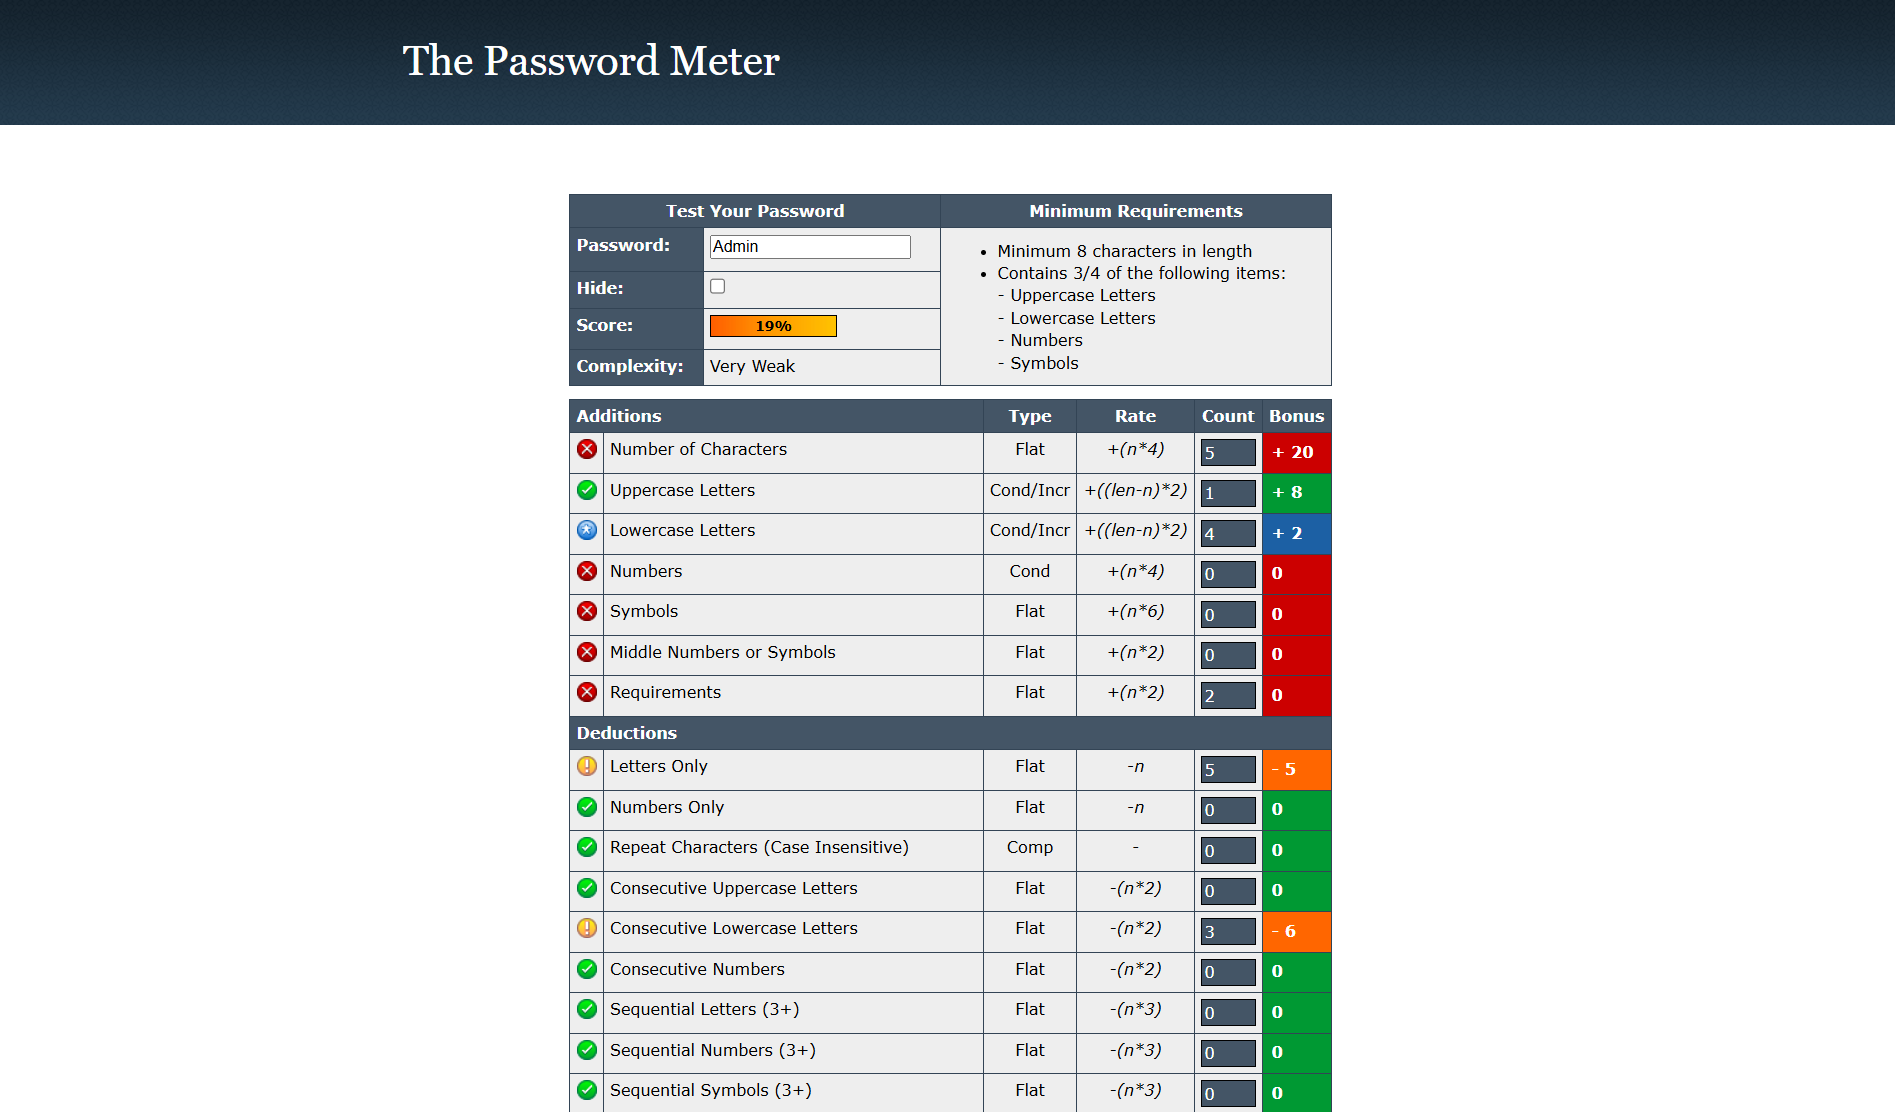 The Password Meter
Test Your Password Minimum Requirements
Password: Admin
Hide:
Score: 19%
Complexity: Very Weak
• Minimum 8 characters in length
• Contains 3/4 of the following items:
- Uppercase Letters
- Lowercase Letters
- Numbers
- Symbols
Additions Type Rate Count Bonus
Number of Characters Flat +(n*4) 5 + 20
Uppercase Letters Cond/Incr +((len-n)*2) 1 + 8
Lowercase Letters Cond/Incr +((len-n)*2) 4 + 2
Numbers Cond +(n*4) 0 0
Symbols Flat +(n*6) 0 0
Middle Numbers or Symbols Flat +(n*2) 0 0
Requirements Flat +(n*2) 2 0
Deductions
Letters Only Flat -n 5 - 5
Numbers Only Flat -n 0 0
Repeat Characters (Case Insensitive) Comp - 0 0
Consecutive Uppercase Letters Flat -(n*2) 0 0
Consecutive Lowercase Letters Flat -(n*2) 3 - 6
Consecutive Numbers Flat -(n*2) 0 0
Sequential Letters (3+) Flat -(n*3) 0 0
Sequential Numbers (3+) Flat -(n*3) 0 0
Sequential Symbols (3+) Flat -(n*3) 0 0